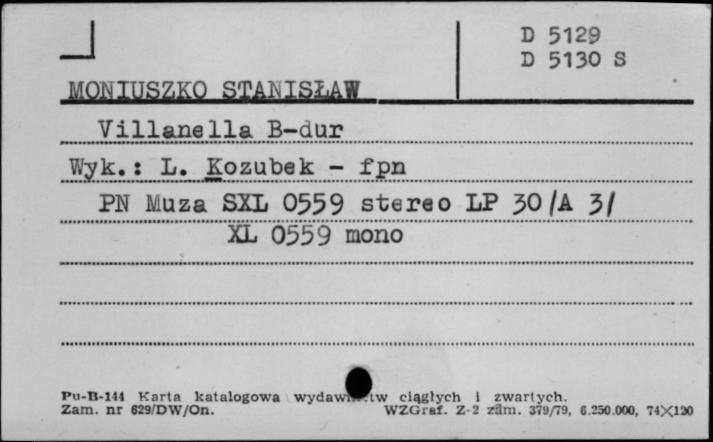 D 5129
D 5130 S
MONIUSZKO STANISŁAW
Villanella B-dur
Wyk.: L. Kozubek - fpn
PN Muza SXL 0559 stereo LP 30/A 3/
XL 0559 mono
Pu-B-144 Karta katalogowa ciągłych i zwartych.
Zam. nr 629/DW/On. WZGraf. Z-2 zam. 379/79, 6.250.000, 74×120